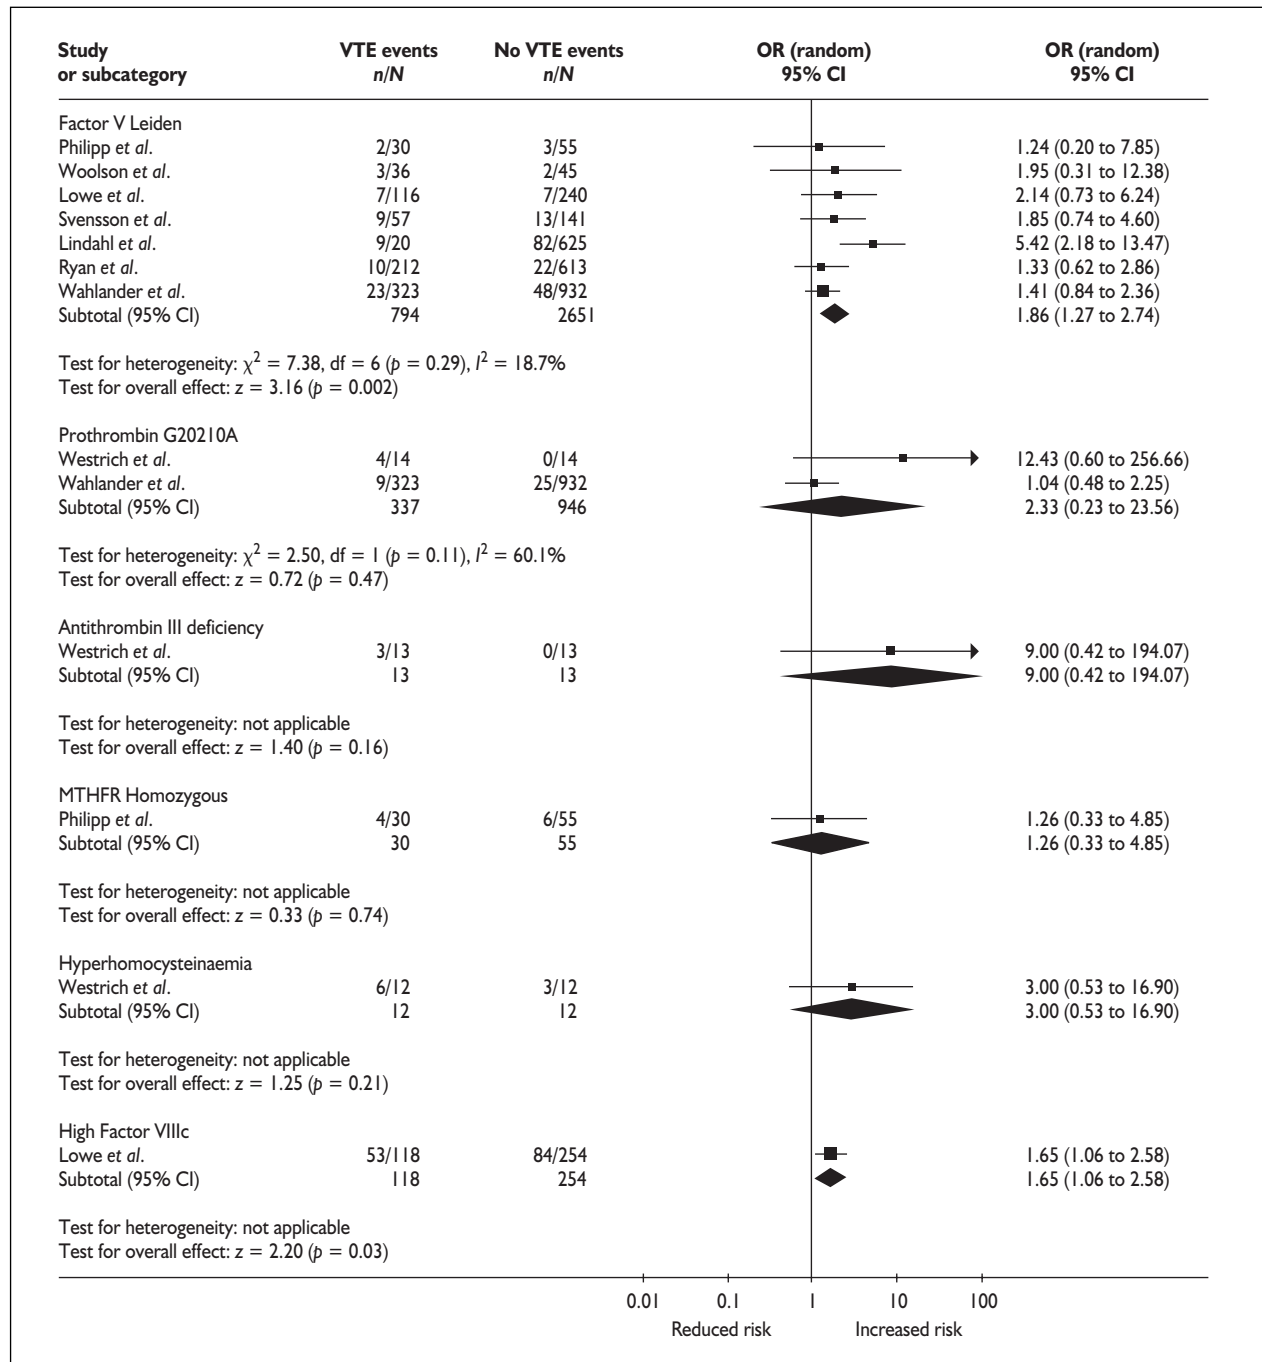 Study VTE events No VTE events OR (random) OR (random)
or subcategory n/N n/N 95% CI 95% CI
Factor V Leiden
Philipp et al. 2/30 3/55 1.24 (0.20 to 7.85)
Woolson et al. 3/36 2/45 1.95 (0.31 to 12.38)
Lowe et al. 7/116 7/240 2.14 (0.73 to 6.24)
Svensson et al. 9/57 13/141 1.85 (0.74 to 4.60)
Lindahl et al. 9/20 82/625 5.42 (2.18 to 13.47)
Ryan et al. 10/212 22/613 1.33 (0.62 to 2.86)
Wahlander et al. 23/323 48/932 1.41 (0.84 to 2.36)
Subtotal (95% CI) 794 2651 1.86 (1.27 to 2.74)
Test for heterogeneity: χ² = 7.38, df = 6 (p = 0.29), I² = 18.7%
Test for overall effect: z = 3.16 (p = 0.002)
Prothrombin G20210A
Westrich et al. 4/14 0/14 12.43 (0.60 to 256.66)
Wahlander et al. 9/323 25/932 1.04 (0.48 to 2.25)
Subtotal (95% CI) 337 946 2.33 (0.23 to 23.56)
Test for heterogeneity: χ² = 2.50, df = 1 (p = 0.11), I² = 60.1%
Test for overall effect: z = 0.72 (p = 0.47)
Antithrombin III deficiency
Westrich et al. 3/13 0/13 9.00 (0.42 to 194.07)
Subtotal (95% CI) 13 13 9.00 (0.42 to 194.07)
Test for heterogeneity: not applicable
Test for overall effect: z = 1.40 (p = 0.16)
MTHFR Homozygous
Philipp et al. 4/30 6/55 1.26 (0.33 to 4.85)
Subtotal (95% CI) 30 55 1.26 (0.33 to 4.85)
Test for heterogeneity: not applicable
Test for overall effect: z = 0.33 (p = 0.74)
Hyperhomocysteinaemia
Westrich et al. 6/12 3/12 3.00 (0.53 to 16.90)
Subtotal (95% CI) 12 12 3.00 (0.53 to 16.90)
Test for heterogeneity: not applicable
Test for overall effect: z = 1.25 (p = 0.21)
High Factor VIIIc
Lowe et al. 53/118 84/254 1.65 (1.06 to 2.58)
Subtotal (95% CI) 118 254 1.65 (1.06 to 2.58)
Test for heterogeneity: not applicable
Test for overall effect: z = 2.20 (p = 0.03)
0.01 0.1 1 10 100
Reduced risk Increased risk